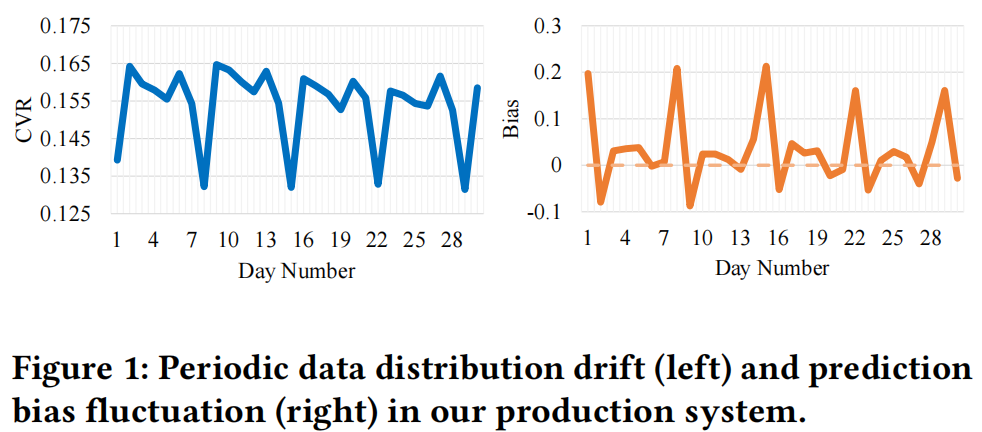 0.175
0.165
0.155
0.145
0.135
0.125
CVR
1 4 7 10 13 16 19 22 25 28
Day Number
0.3
0.2
0.1
0
-0.1
Bias
1 4 7 10 13 16 19 22 25 28
Day Number
Figure 1: Periodic data distribution drift (left) and prediction
bias fluctuation (right) in our production system.